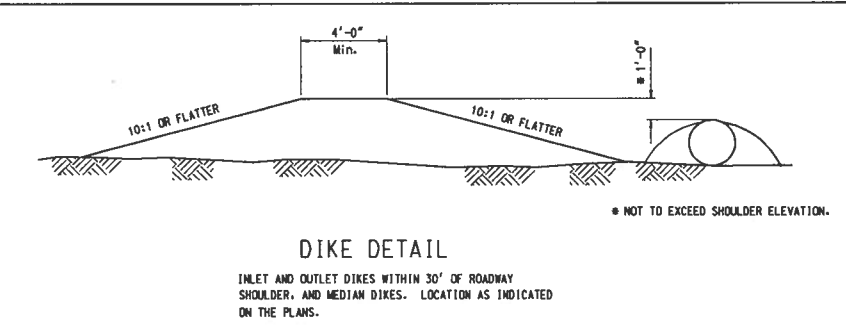 4'-0"
Min.
* 1'-0"
10:1 OR FLATTER
10:1 OR FLATTER
* NOT TO EXCEED SHOULDER ELEVATION.
DIKE DETAIL
INLET AND OUTLET DIKES WITHIN 30' OF ROADWAY
SHOULDER, AND MEDIAN DIKES. LOCATION AS INDICATED
ON THE PLANS.